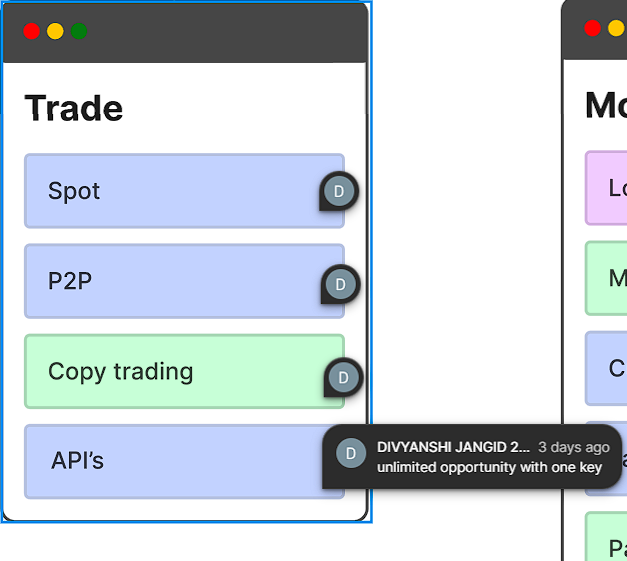 Trade
Spot
D
P2P
D
Copy trading
D
API's
D
DIVYANSHI JANGID 2... 3 days ago
unlimited opportunity with one key
Mo
Lo
M
C
a
Pa